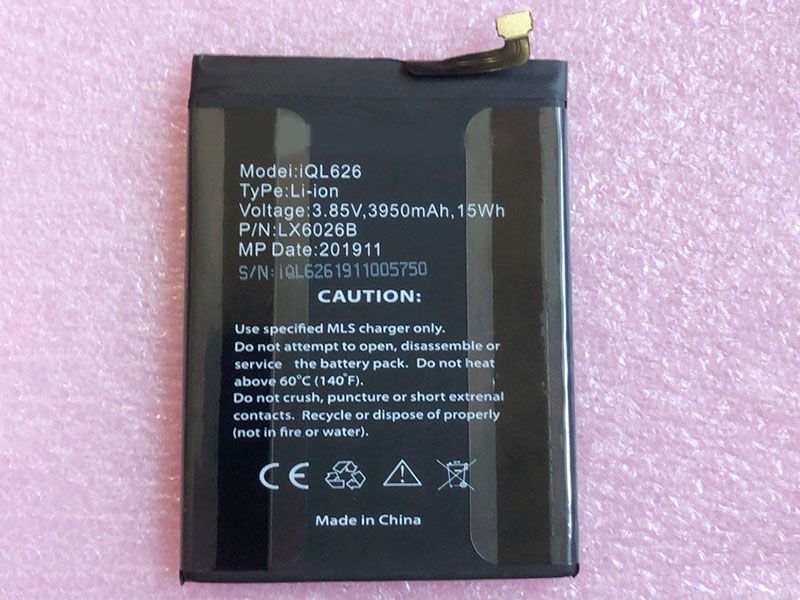 Model:iQL626
TyPe:Li-ion
Voltage:3.85V,3950mAh,15Wh
P/N:LX6026B
MP Date:201911
S/N:iQL6261911005750
CAUTION:
Use specified MLS charger only.
Do not attempt to open, disassemble or
service the battery pack. Do not heat
above 60°C (140°F).
Do not crush, puncture or short extrenal
contacts. Recycle or dispose of properly
(not in fire or water).
CE
Made in China